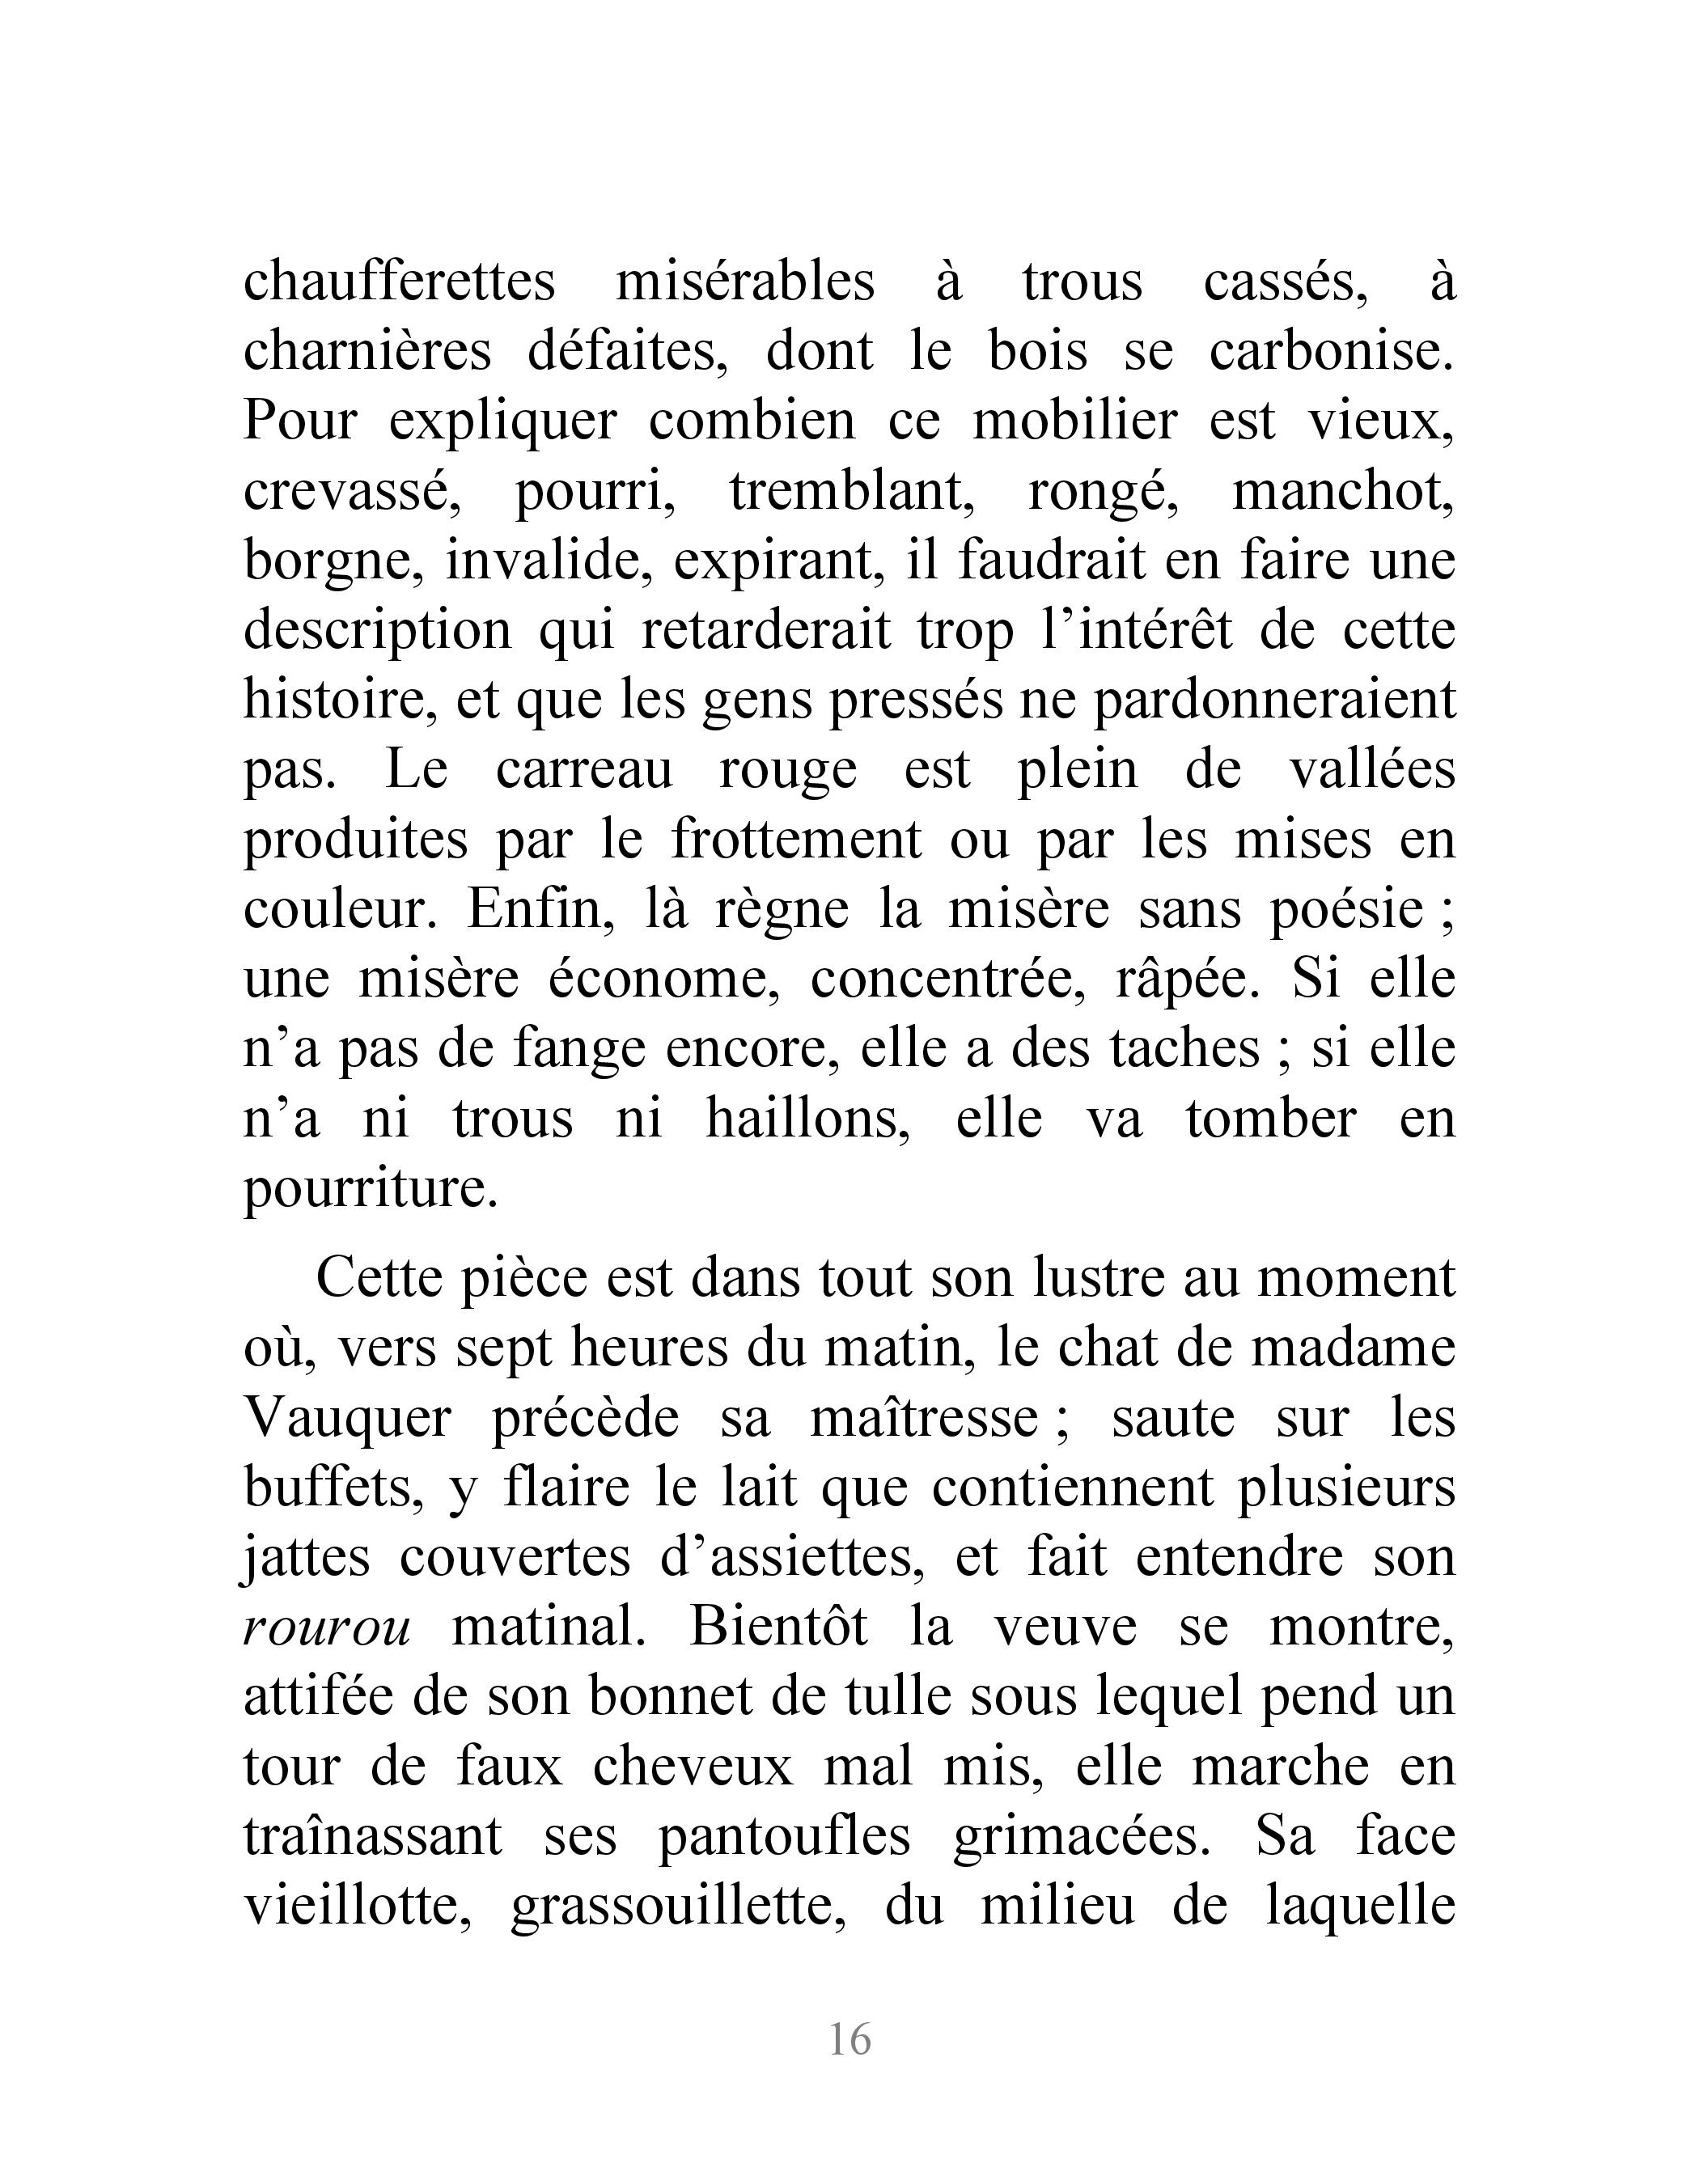 chaufferettes misérables à trous cassés, à
charnières défaites, dont le bois se carbonise.
Pour expliquer combien ce mobilier est vieux,
crevassé, pourri, tremblant, rongé, manchot,
borgne, invalide, expirant, il faudrait en faire une
description qui retarderait trop l’intérêt de cette
histoire, et que les gens pressés ne pardonneraient
pas. Le carreau rouge est plein de vallées
produites par le frottement ou par les mises en
couleur. Enfin, là règne la misère sans poésie ;
une misère économe, concentrée, râpée. Si elle
n’a pas de fange encore, elle a des taches ; si elle
n’a ni trous ni haillons, elle va tomber en
pourriture.
Cette pièce est dans tout son lustre au moment
où, vers sept heures du matin, le chat de madame
Vauquer précède sa maîtresse ; saute sur les
buffets, y flaire le lait que contiennent plusieurs
jattes couvertes d’assiettes, et fait entendre son
rourou matinal. Bientôt la veuve se montre,
attifée de son bonnet de tulle sous lequel pend un
tour de faux cheveux mal mis, elle marche en
traînassant ses pantoufles grimacées. Sa face
vieillotte, grassouillette, du milieu de laquelle
16